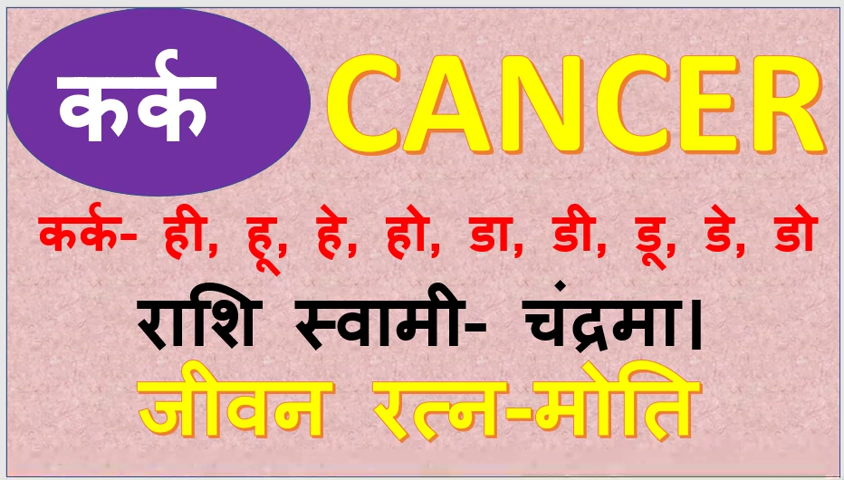 कर्क CANCER
कर्क- ही, हू, हे, हो, डा, डी, डू, डे, डो
राशि स्वामी- चंद्रमा।
जीवन रत्न-मोति